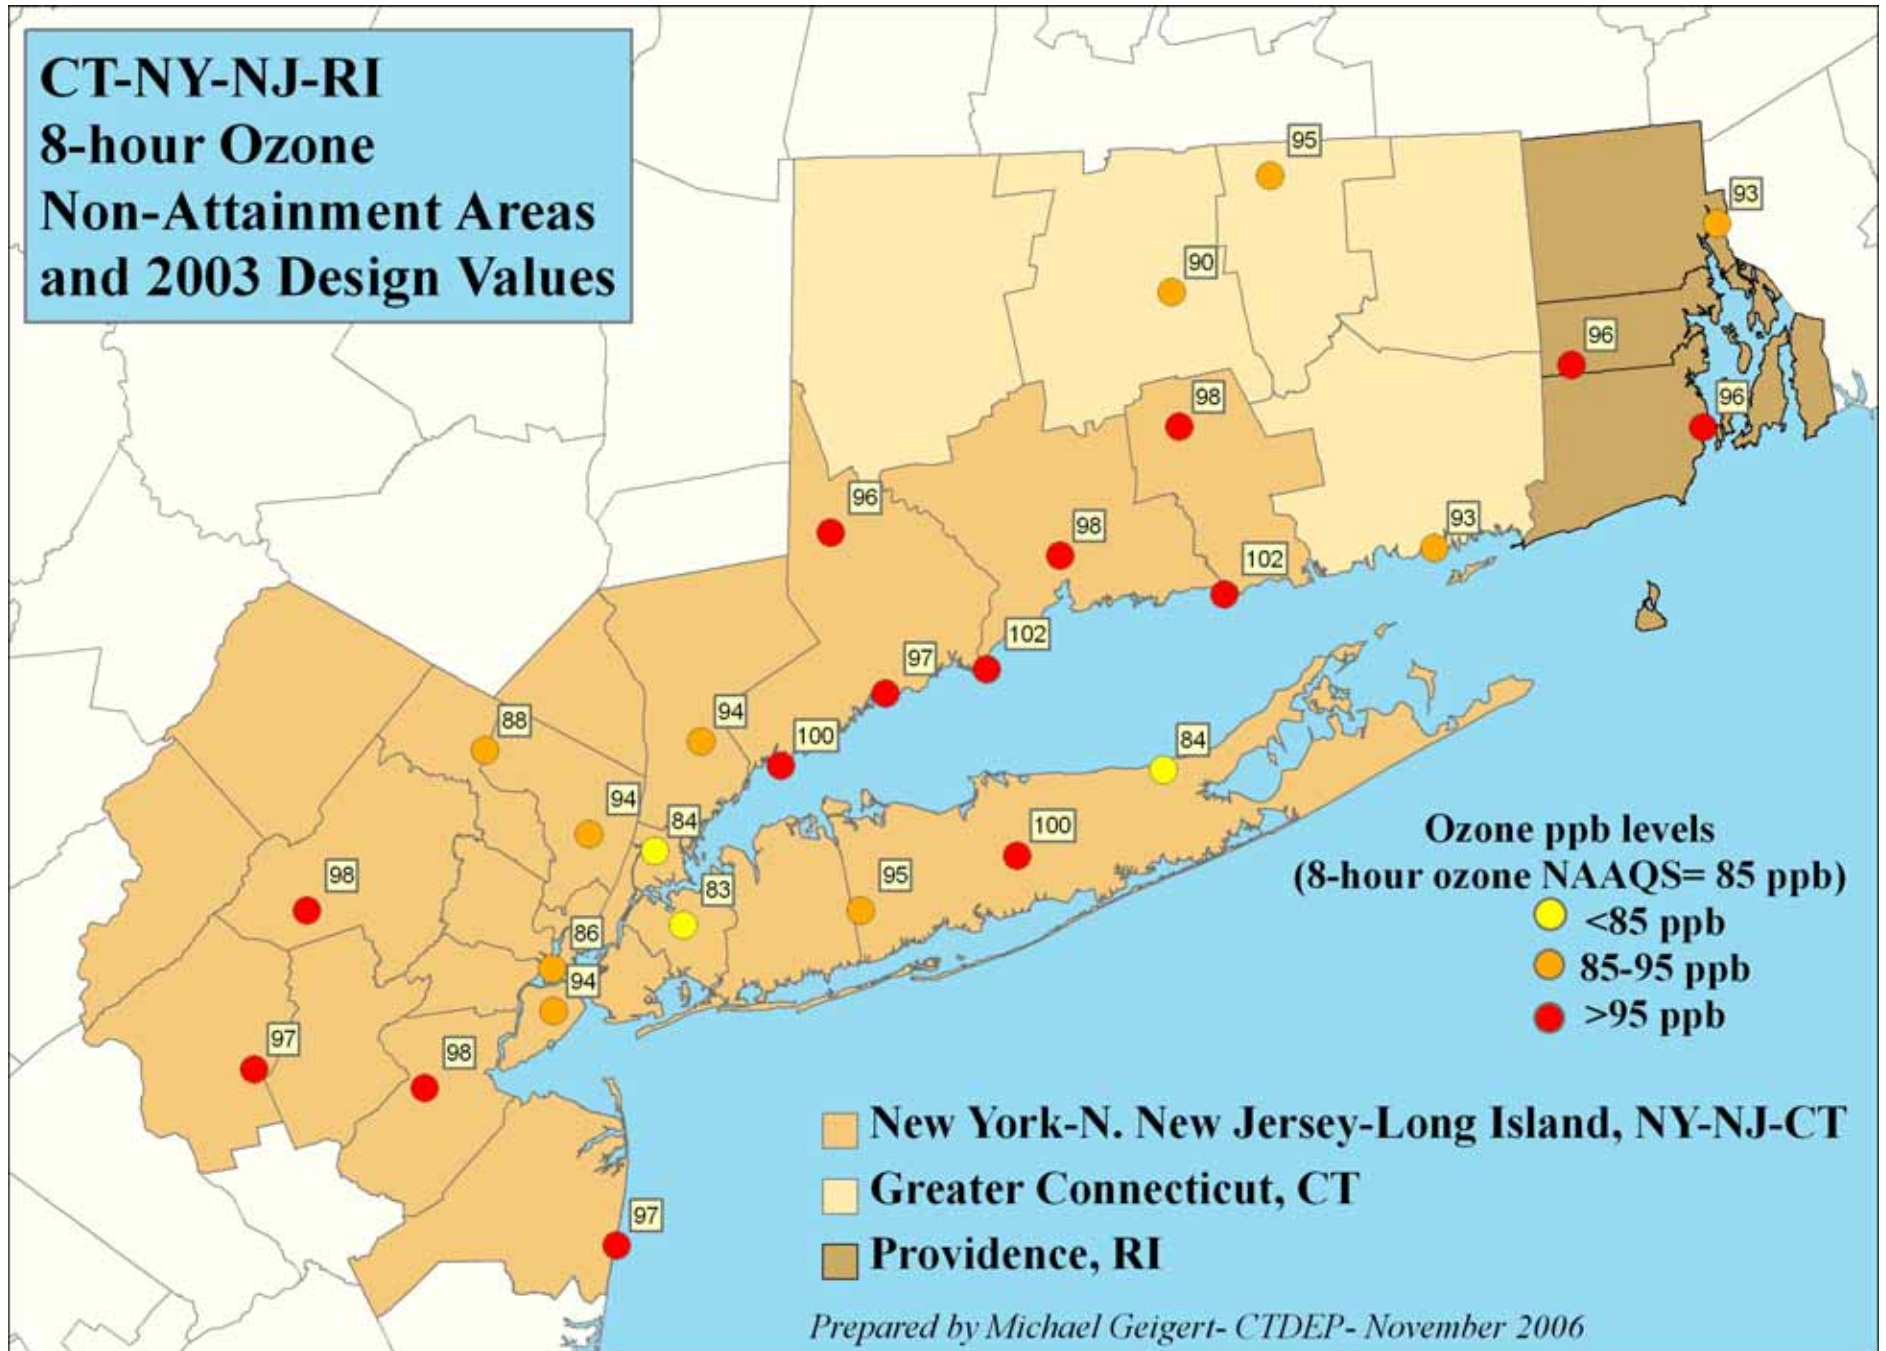 CT-NY-NJ-RI
8-hour Ozone
Non-Attainment Areas
and 2003 Design Values
95
93
90
96
98
96
96
98
93
102
102
97
88
94
100
84
94
84
100
98
83
95
86
94
97
98
97
Ozone ppb levels
(8-hour ozone NAAQS= 85 ppb)
<85 ppb
85-95 ppb
>95 ppb
New York-N. New Jersey-Long Island, NY-NJ-CT
Greater Connecticut, CT
Providence, RI
Prepared by Michael Geigert- CTDEP- November 2006